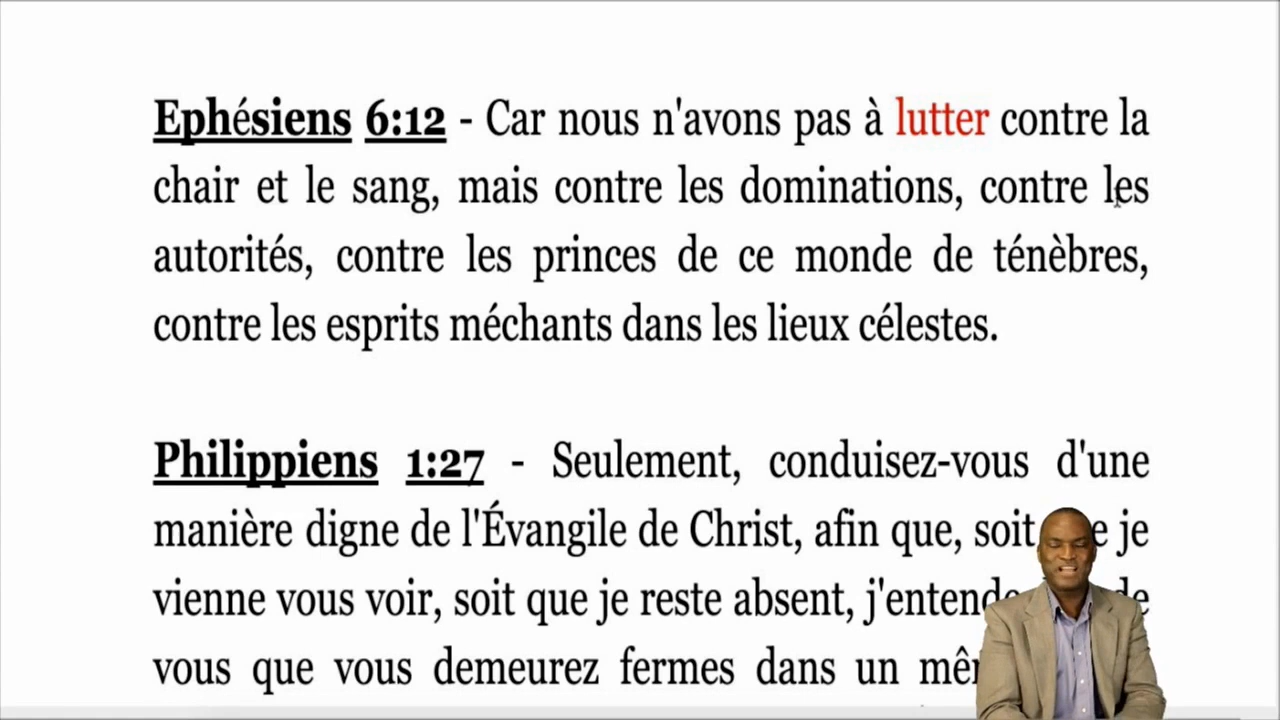 Ephésiens 6:12 - Car nous n'avons pas à lutter contre la
chair et le sang, mais contre les dominations, contre les
autorités, contre les princes de ce monde de ténèbres,
contre les esprits méchants dans les lieux célestes.
Philippiens 1:27 - Seulement, conduisez-vous d'une
manière digne de l'Évangile de Christ, afin que, soit je
vienne vous voir, soit que je reste absent, j'entende de
vous que vous demeurez fermes dans un